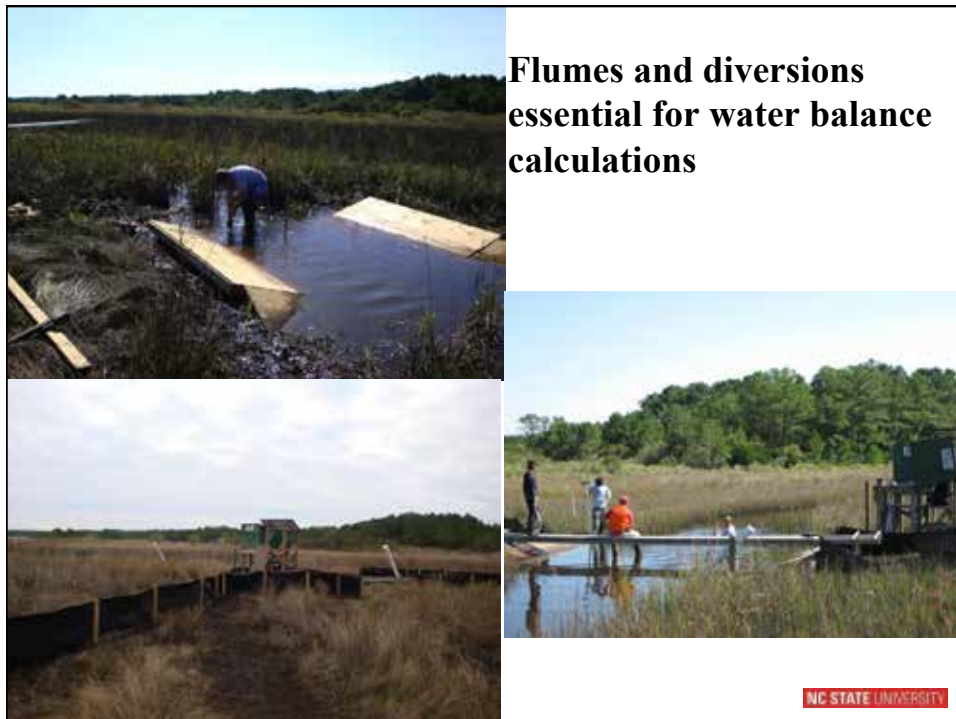 Flumes and diversions
essential for water balance
calculations
NC STATE UNIVERSITY